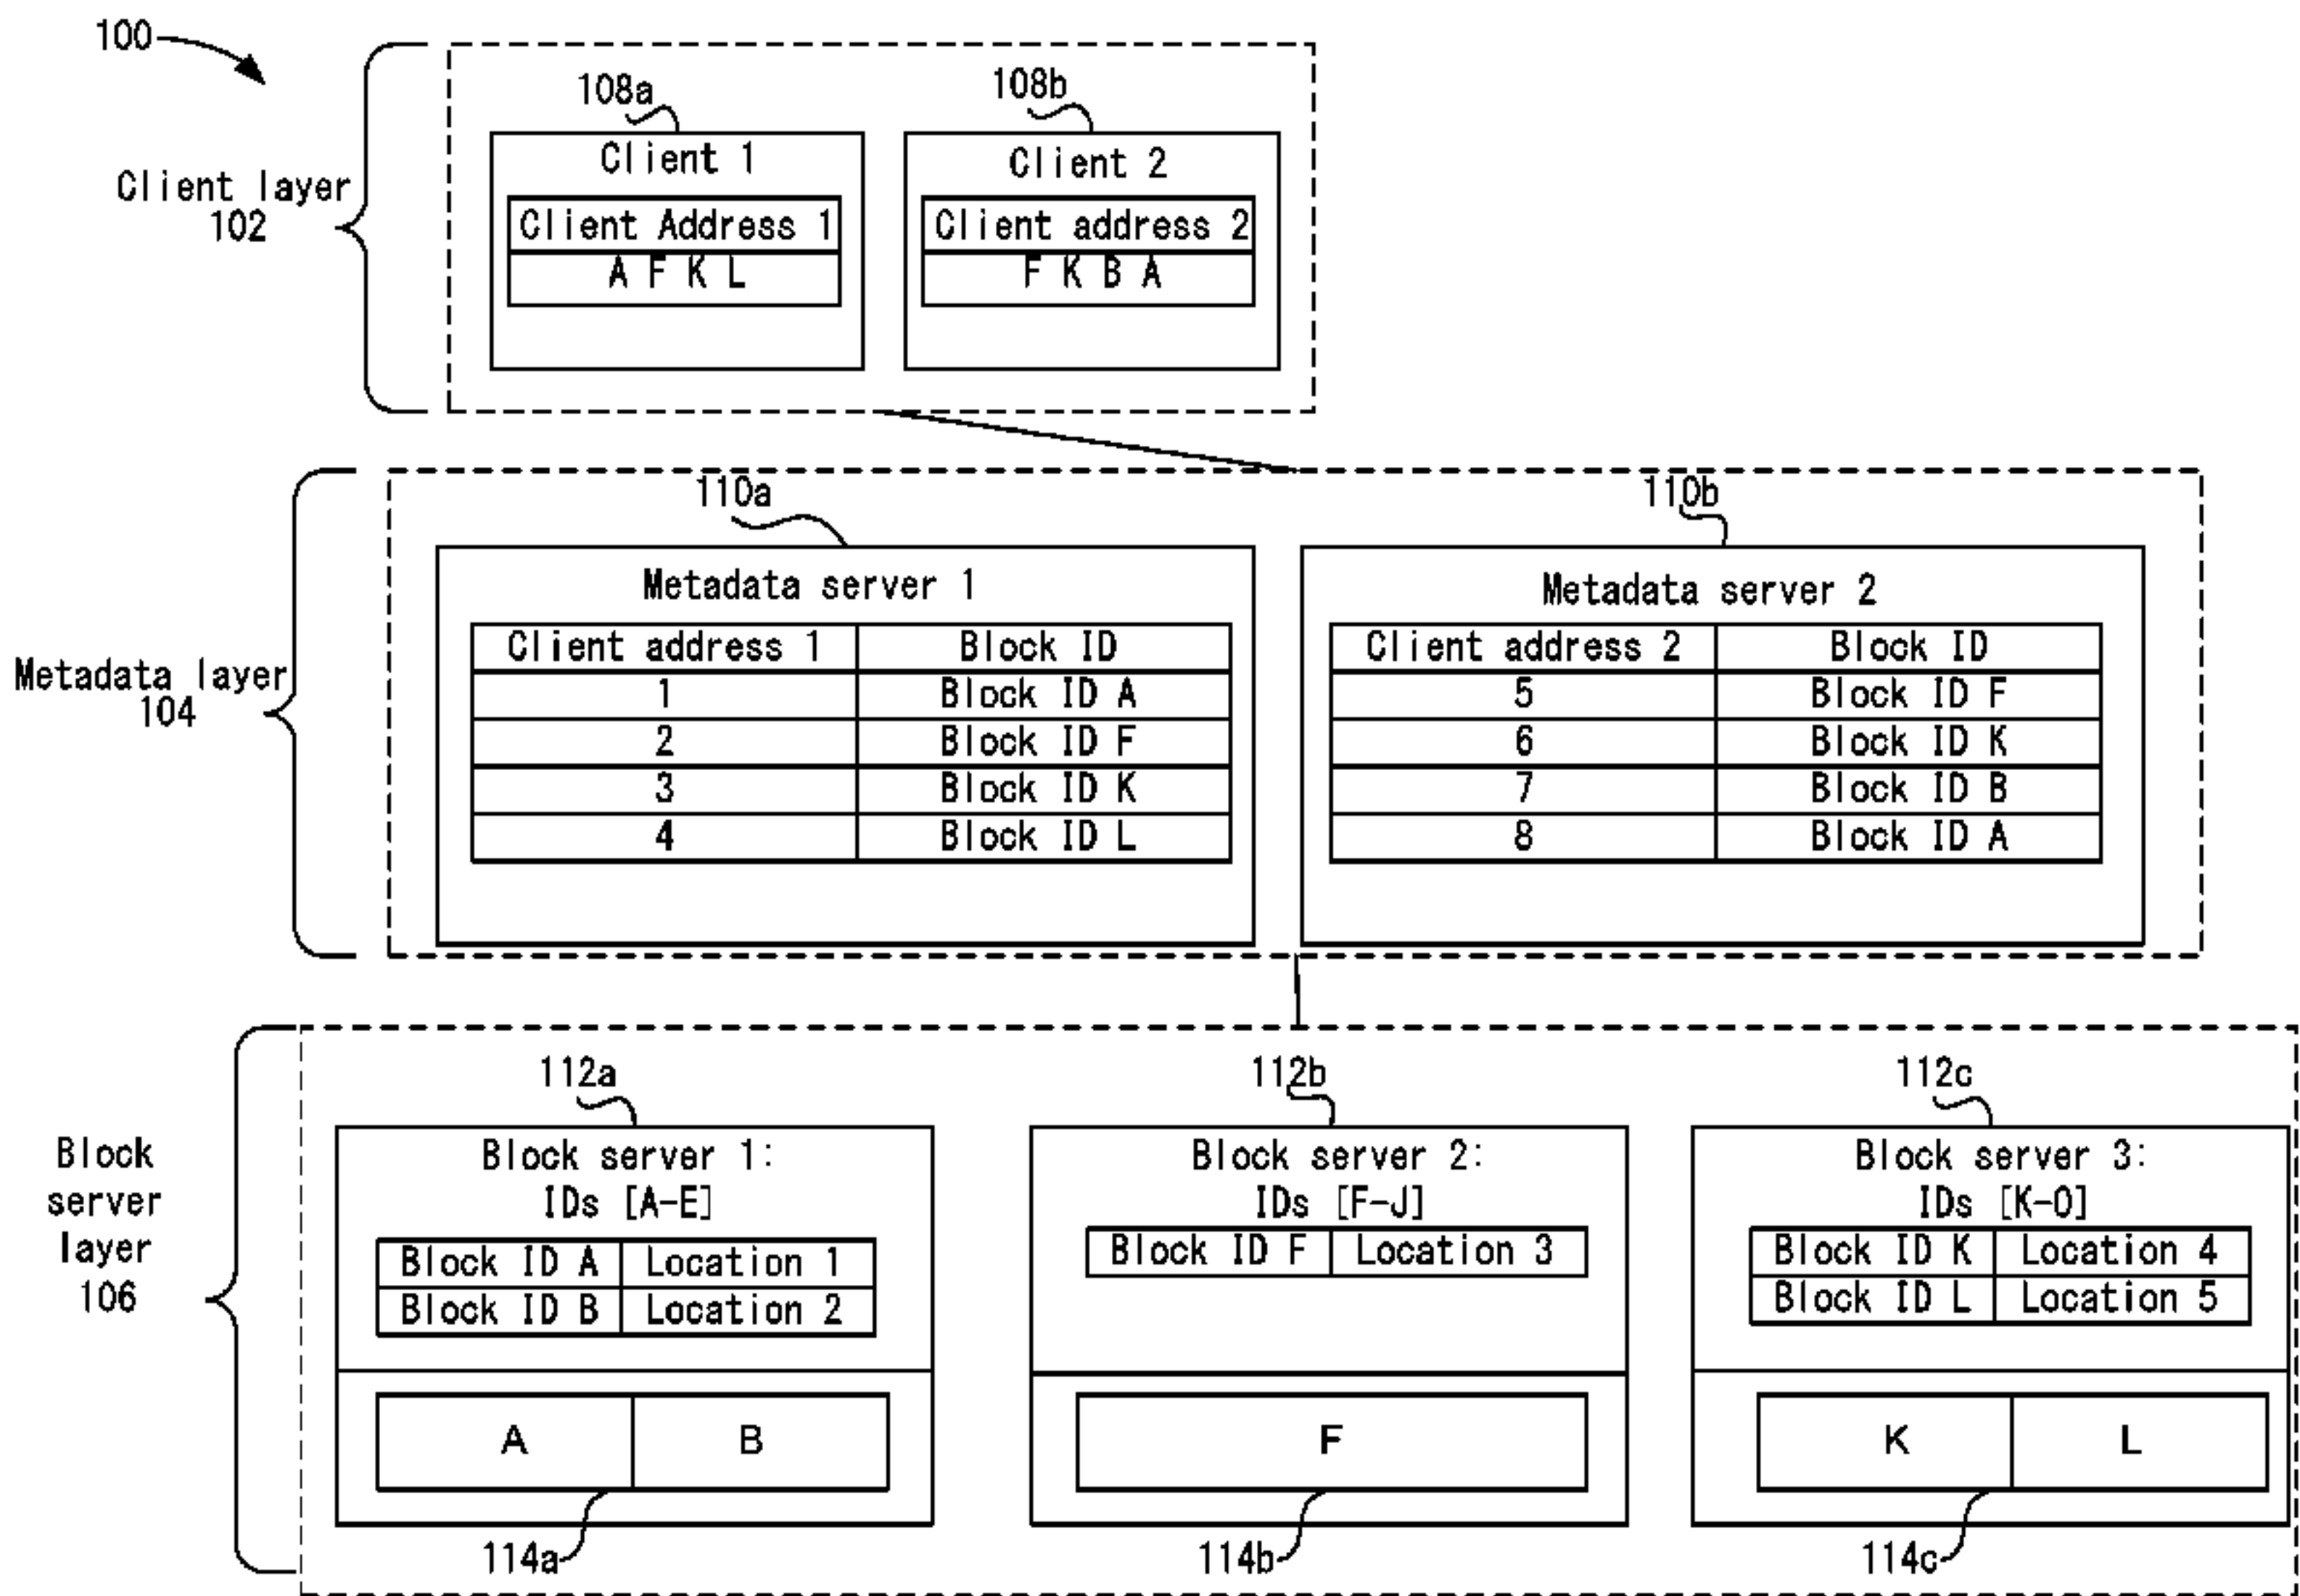 100
108a
108b
Client layer
102
Client 1
Client Address 1
A F K L
Client 2
Client address 2
F K B A
Metadata layer
104
110a
110b
Metadata server 1
Client address 1 Block ID
1 Block ID A
2 Block ID F
3 Block ID K
4 Block ID L
Metadata server 2
Client address 2 Block ID
5 Block ID F
6 Block ID K
7 Block ID B
8 Block ID A
Block
server
layer
106
112a
112b
112c
Block server 1:
IDs [A-E]
Block ID A Location 1
Block ID B Location 2
A B
114a
Block server 2:
IDs [F-J]
Block ID F Location 3
F
114b
Block server 3:
IDs [K-O]
Block ID K Location 4
Block ID L Location 5
K L
114c